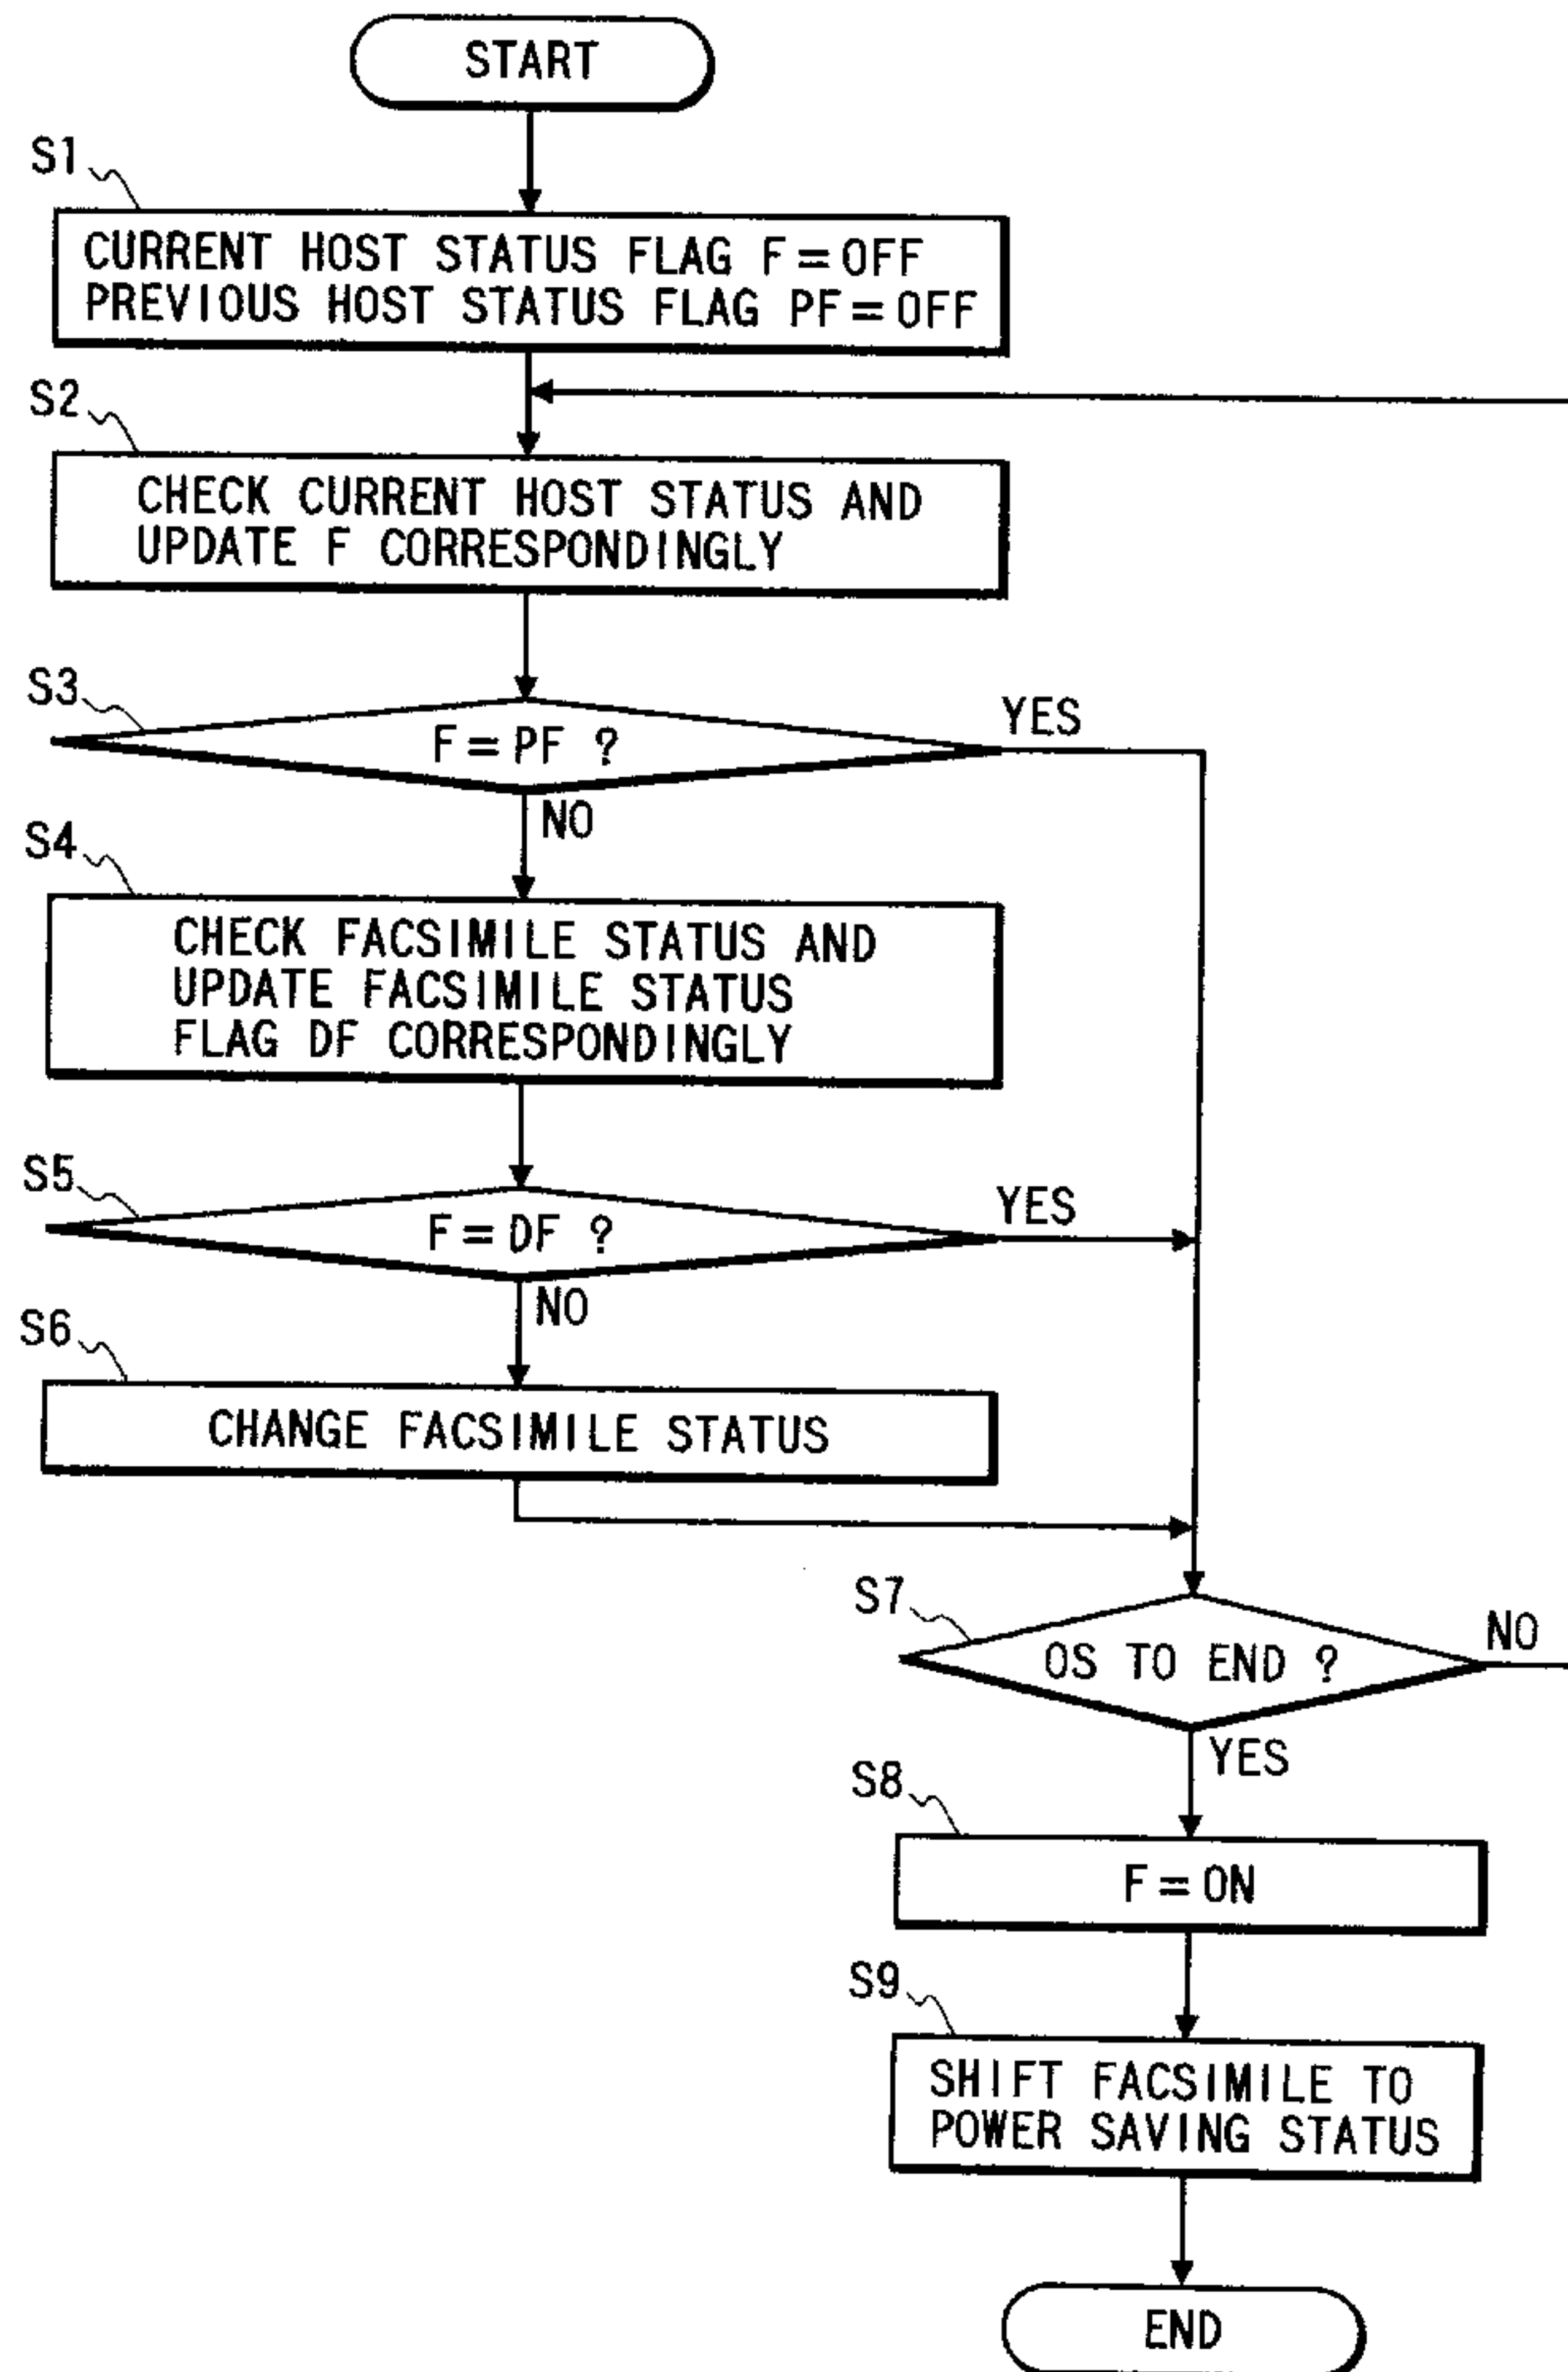 START
S1
CURRENT HOST STATUS FLAG F=OFF
PREVIOUS HOST STATUS FLAG PF=OFF
S2
CHECK CURRENT HOST STATUS AND
UPDATE F CORRESPONDINGLY
S3
F=PF ?
YES
NO
S4
CHECK FACSIMILE STATUS AND
UPDATE FACSIMILE STATUS
FLAG DF CORRESPONDINGLY
S5
F=DF ?
YES
NO
S6
CHANGE FACSIMILE STATUS
S7
OS TO END ?
NO
YES
S8
F=ON
S9
SHIFT FACSIMILE TO
POWER SAVING STATUS
END